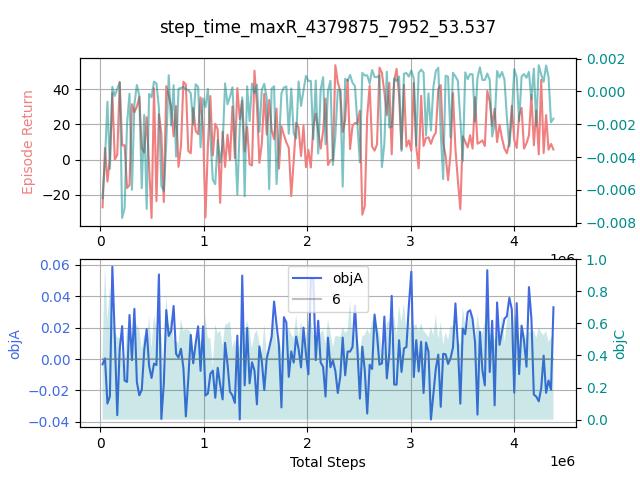 step_time_maxR_4379875_7952_53.537
Episode Return
40
20
0
−20
0.002
0.000
−0.002
−0.004
−0.006
−0.008
0 1 2 3 4
1e6
objA
0.06
0.04
0.02
0.00
−0.02
−0.04
objA
6
1.0
0.8
0.6
0.4
0.2
0.0
objC
0 1 2 3 4
Total Steps
1e6